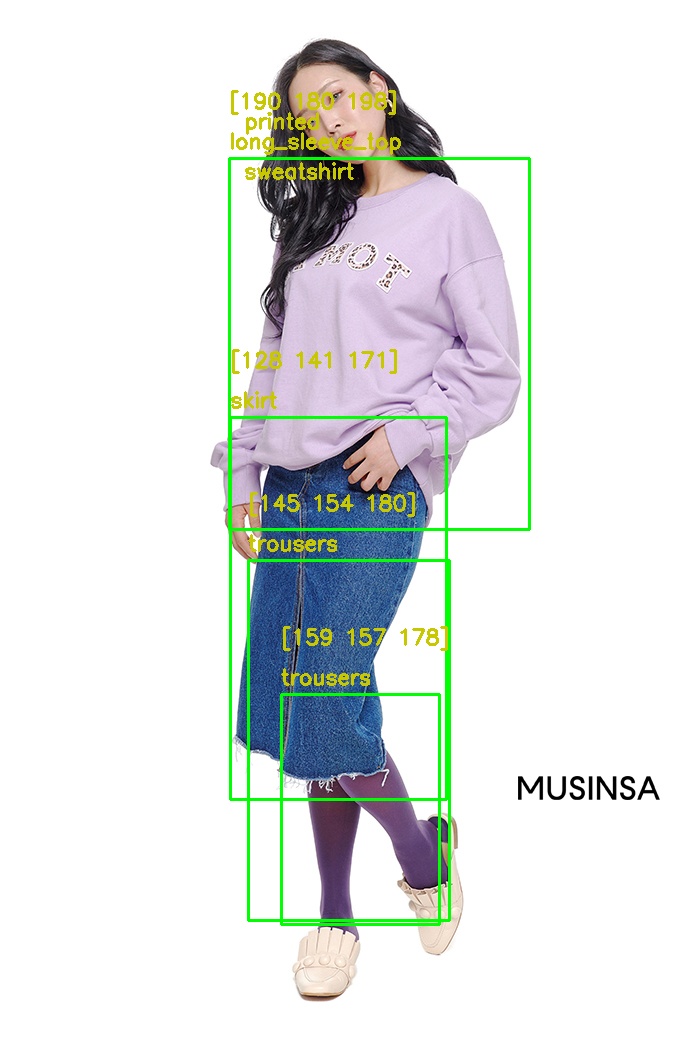 [190 180 198]
printed
long_sleeve_top
sweatshirt
MOT
[128 141 171]
skirt
[145 154 180]
trousers
[159 157 178]
trousers
MUSINSA